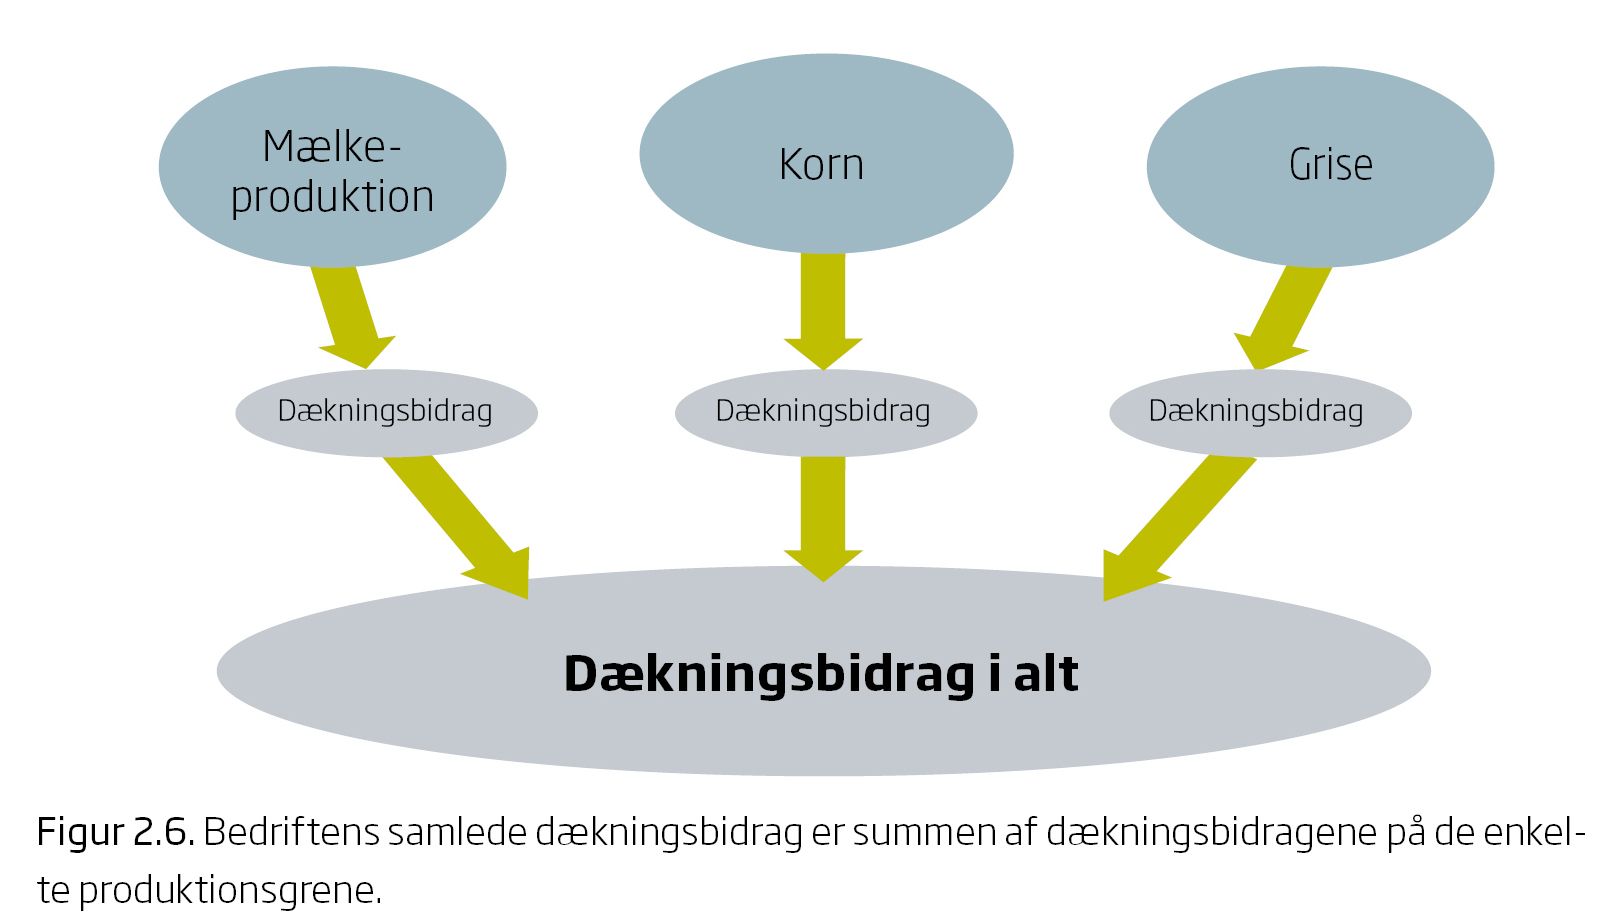 Mælke-
produktion
Korn
Grise
Dækningsbidrag
Dækningsbidrag
Dækningsbidrag
Dækningsbidrag i alt
Figur 2.6. Bedriftens samlede dækningsbidrag er summen af dækningsbidragene på de enkel-
te produktionsgrene.